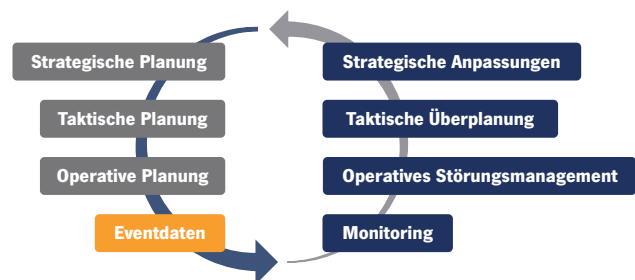 Strategische Planung
Taktische Planung
Operative Planung
Eventdaten
Strategische Anpassungen
Taktische Überplanung
Operatives Störungsmanagement
Monitoring